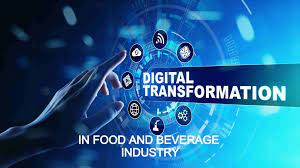 DIGITAL
TRANSFORMATION
IN FOOD AND BEVERAGE
INDUSTRY